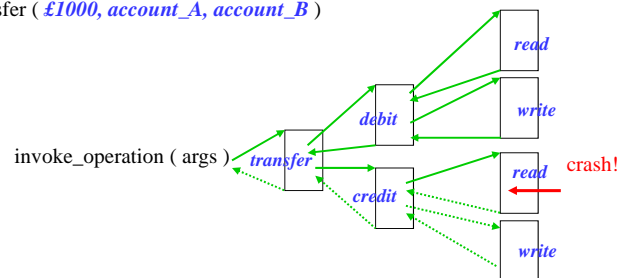 sfer ( £1000, account_A, account_B )
read
debit
write
invoke_operation ( args )
transfer
read
crash!
credit
write